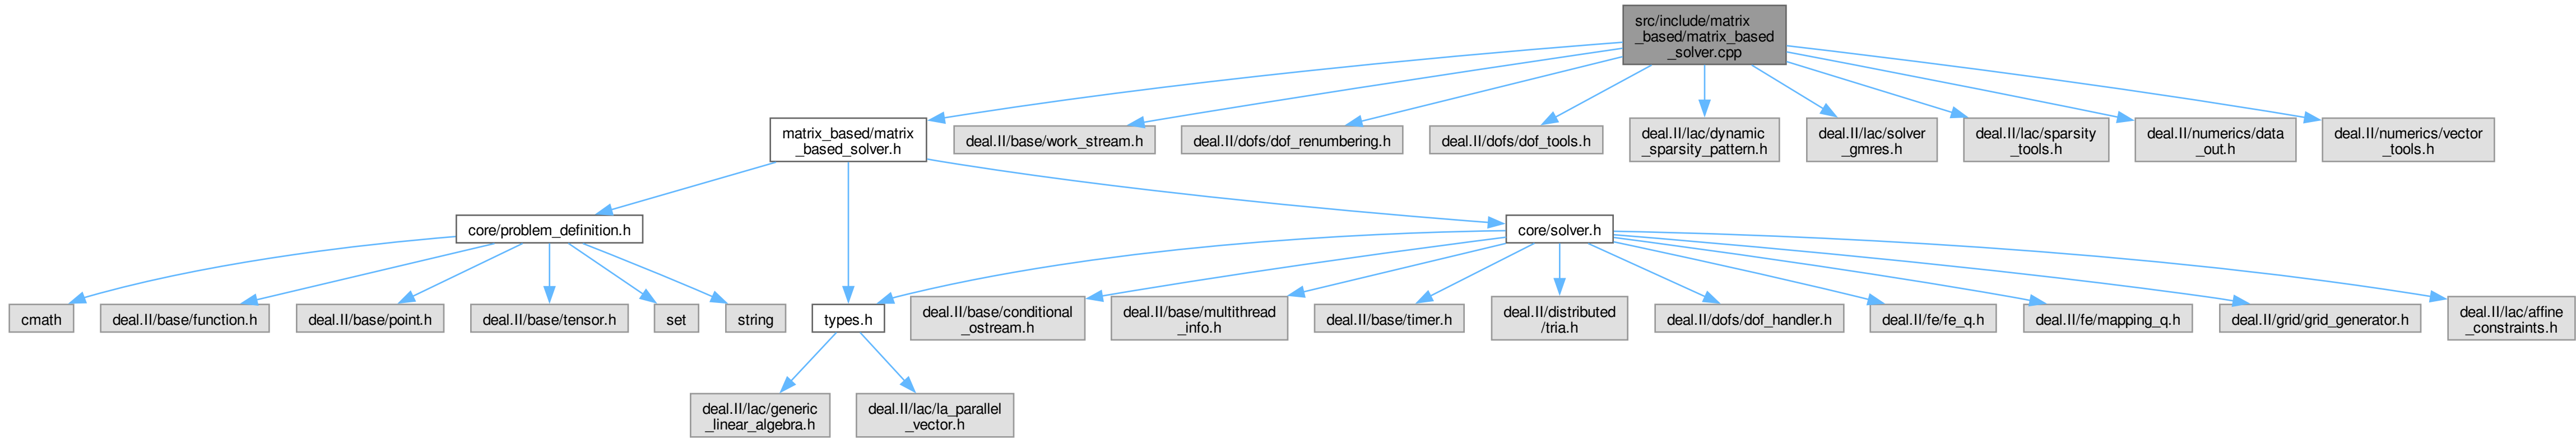 src/include/matrix
_based/matrix_based
_solver.cpp
matrix_based/matrix
_based_solver.h
deal.II/base/work_stream.h
deal.II/dofs/dof_renumbering.h
deal.II/dofs/dof_tools.h
deal.II/lac/dynamic
_sparsity_pattern.h
deal.II/lac/solver
_gmres.h
deal.II/lac/sparsity
_tools.h
deal.II/numerics/data
_out.h
deal.II/numerics/vector
_tools.h
core/problem_definition.h
core/solver.h
cmath
deal.II/base/function.h
deal.II/base/point.h
deal.II/base/tensor.h
set
string
types.h
deal.II/base/conditional
_ostream.h
deal.II/base/multithread
_info.h
deal.II/base/timer.h
deal.II/distributed
/tria.h
deal.II/dofs/dof_handler.h
deal.II/fe/fe_q.h
deal.II/fe/mapping_q.h
deal.II/grid/grid_generator.h
deal.II/lac/affine
_constraints.h
deal.II/lac/generic
_linear_algebra.h
deal.II/lac/la_parallel
_vector.h